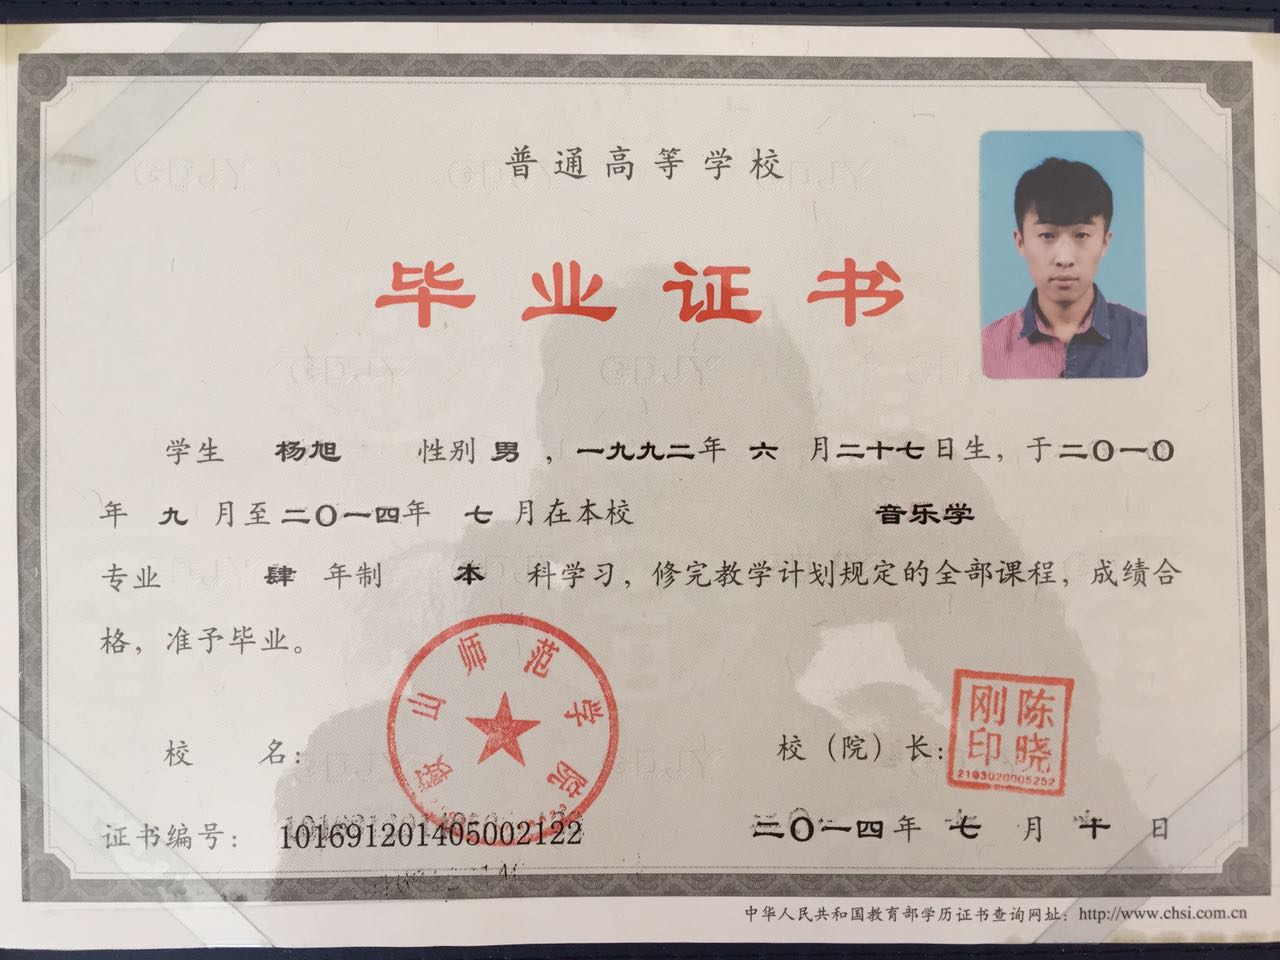 普通高等学校
毕业证书
学生 杨旭 性别 男 ，一九九二年 六 月二十七日生，于二〇一〇
年 九 月至二〇一四年 七 月在本校 音乐学
专业 肆 年制 本 科学习，修完教学计划规定的全部课程，成绩合
格，准予毕业。
鞍山师范学院
校 名：
校（院）长：
陈晓刚印
2103020005252
证书编号： 101691201405002122
二〇一四年 七 月 十 日
中华人民共和国教育部学历证书查询网址：http://www.chsi.com.cn